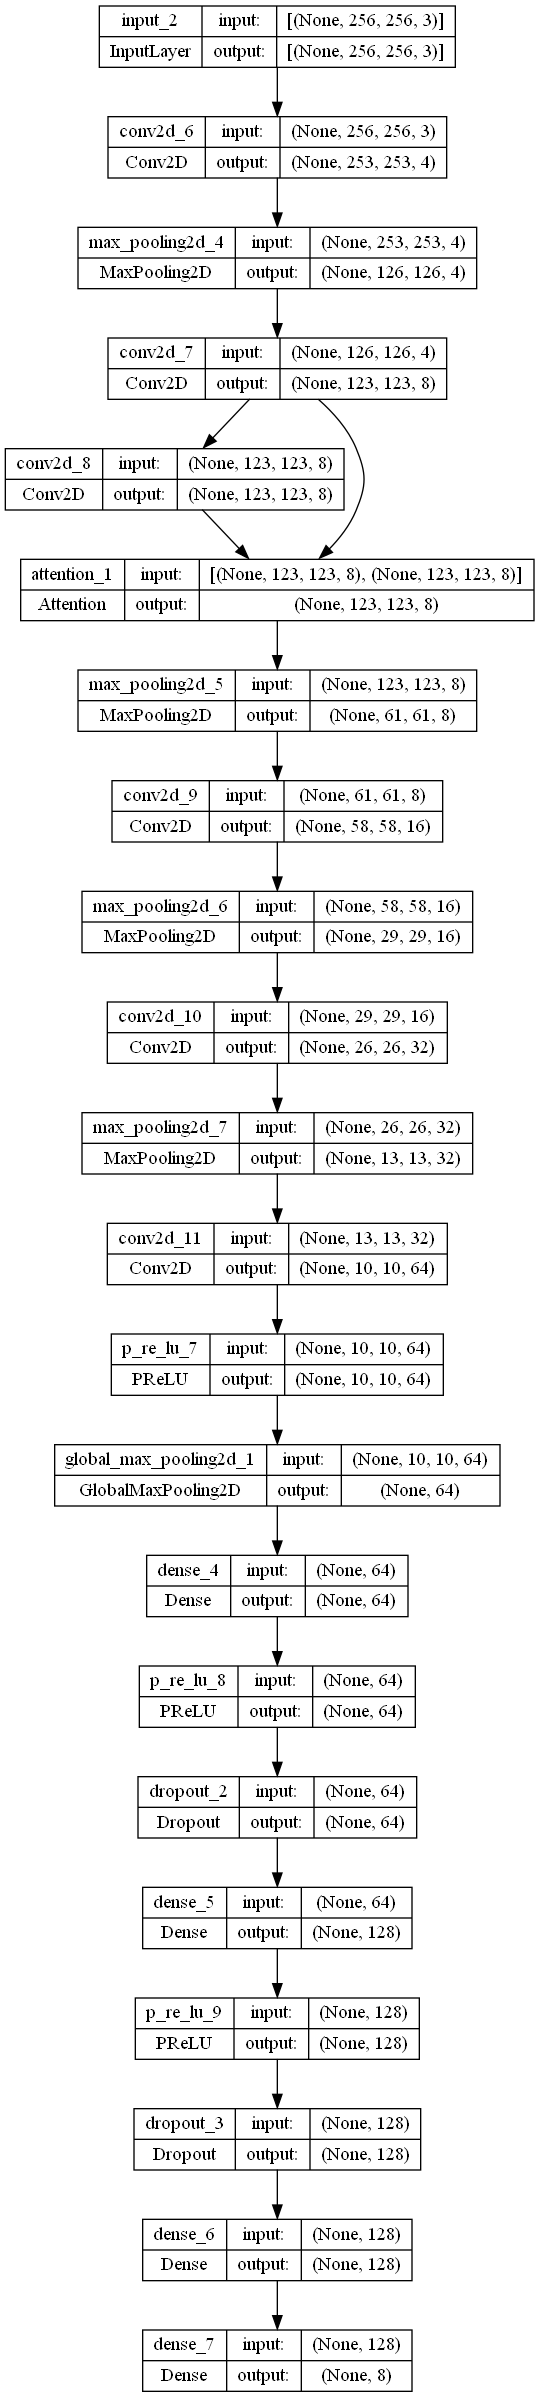 input_2 input: [(None, 256, 256, 3)]
InputLayer output: [(None, 256, 256, 3)]
conv2d_6 input: (None, 256, 256, 3)
Conv2D output: (None, 253, 253, 4)
max_pooling2d_4 input: (None, 253, 253, 4)
MaxPooling2D output: (None, 126, 126, 4)
conv2d_7 input: (None, 126, 126, 4)
Conv2D output: (None, 123, 123, 8)
conv2d_8 input: (None, 123, 123, 8)
Conv2D output: (None, 123, 123, 8)
attention_1 input: [(None, 123, 123, 8), (None, 123, 123, 8)]
Attention output: (None, 123, 123, 8)
max_pooling2d_5 input: (None, 123, 123, 8)
MaxPooling2D output: (None, 61, 61, 8)
conv2d_9 input: (None, 61, 61, 8)
Conv2D output: (None, 58, 58, 16)
max_pooling2d_6 input: (None, 58, 58, 16)
MaxPooling2D output: (None, 29, 29, 16)
conv2d_10 input: (None, 29, 29, 16)
Conv2D output: (None, 26, 26, 32)
max_pooling2d_7 input: (None, 26, 26, 32)
MaxPooling2D output: (None, 13, 13, 32)
conv2d_11 input: (None, 13, 13, 32)
Conv2D output: (None, 10, 10, 64)
p_re_lu_7 input: (None, 10, 10, 64)
PReLU output: (None, 10, 10, 64)
global_max_pooling2d_1 input: (None, 10, 10, 64)
GlobalMaxPooling2D output: (None, 64)
dense_4 input: (None, 64)
Dense output: (None, 64)
p_re_lu_8 input: (None, 64)
PReLU output: (None, 64)
dropout_2 input: (None, 64)
Dropout output: (None, 64)
dense_5 input: (None, 64)
Dense output: (None, 128)
p_re_lu_9 input: (None, 128)
PReLU output: (None, 128)
dropout_3 input: (None, 128)
Dropout output: (None, 128)
dense_6 input: (None, 128)
Dense output: (None, 128)
dense_7 input: (None, 128)
Dense output: (None, 8)